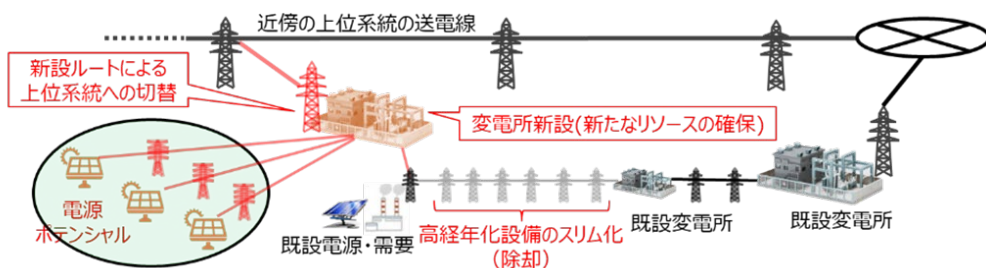 近傍の上位系統の送電線
新設ルートによる
上位系統への切替
変電所新設(新たなリソースの確保)
電源
ポテンシャル
既設電源・需要
高経年化設備のスリム化
（除却）
既設変電所
既設変電所